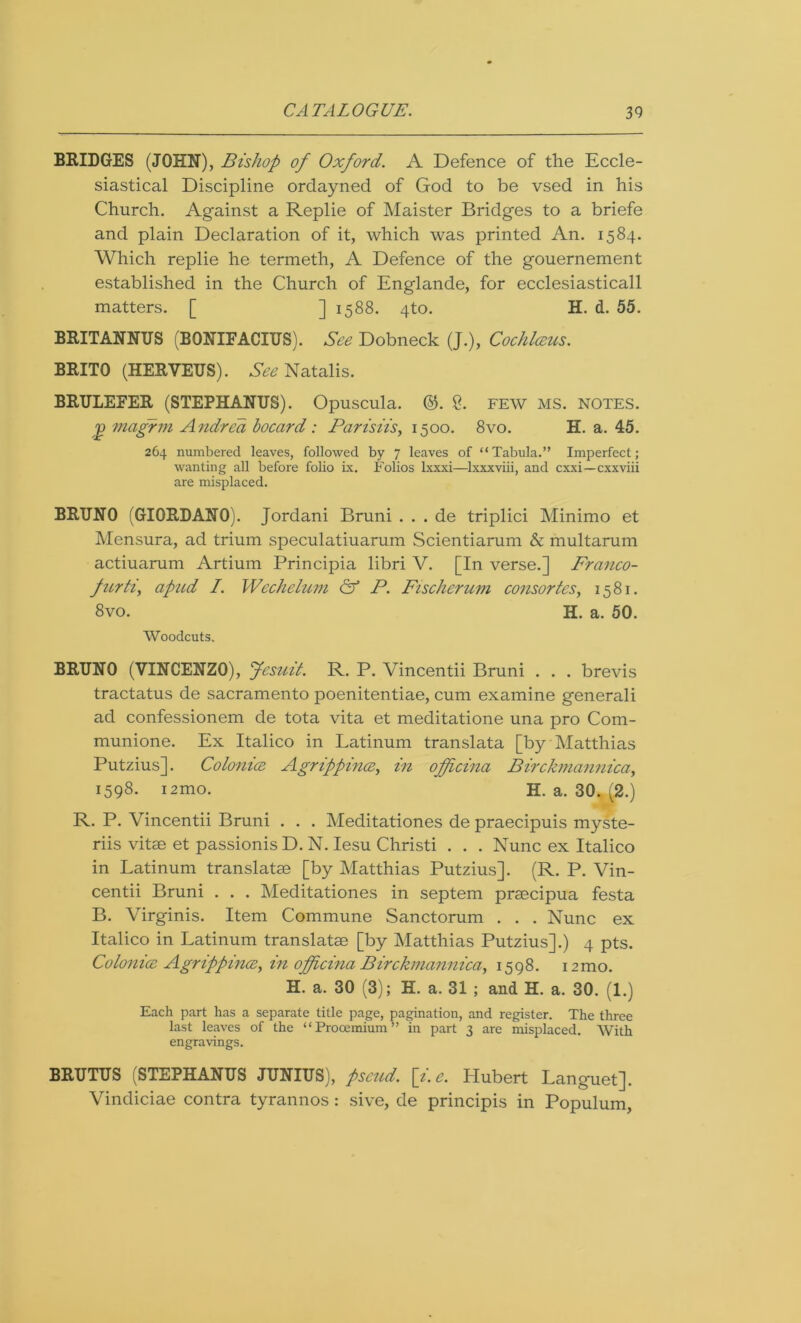 CATALOGUE. 39
BRIDGES (JOHN), Bishop of Oxford. A Defence of the Eccle-
siastical Discipline ordayned of God to be vsed in his
Church. Against a Replie of Maister Bridges to a briefe
and plain Declaration of it, which was printed An. 1584.
Which replie he termeth, A Defence of the gouernement
established in the Church of Englande, for ecclesiasticall
matters. [ ] 1588. 4to. H. d. 55.
BRITANNUS (BONIFACIUS). See Dobneck (J.), Cochlæus.
BRITO (HERVEUS). See Natalis.
BRULEFER (STEPHANUS). Opuscula. 𝕲. 𝕷. FEW MS. NOTES.
ꝑ magr̄m Andreā bocard : Parisiis, 1500. 8vo. H. a. 45.
264 numbered leaves, followed by 7 leaves of “Tabula.” Imperfect;
wanting all before folio ix. Folios lxxxi—lxxxviii, and cxxi—cxxviii
are misplaced.
BRUNO (GIORDANO). Jordani Bruni . . . de triplici Minimo et
Mensura, ad trium speculatiuarum Scientiarum & multarum
actiuarum Artium Principia libri V. [In verse.] Franco-
furti, apud I. Wechelum & P. Fischerum consortes, 1581.
8vo. H. a. 50.
Woodcuts.
BRUNO (VINCENZO), Jesuit. R. P. Vincentii Bruni . . . brevis
tractatus de sacramento poenitentiae, cum examine generali
ad confessionem de tota vita et meditatione una pro Com-
munione. Ex Italico in Latinum translata [by Matthias
Putzius]. Coloniæ Agrippinæ, in officina Birckmannica,
1598. 12mo. H. a. 30. (2.)
R. P. Vincentii Bruni . . . Meditationes de praecipuis myste-
riis vitæ et passionis D. N. Iesu Christi . . . Nunc ex Italico
in Latinum translatæ [by Matthias Putzius]. (R. P. Vin-
centii Bruni . . . Meditationes in septem præcipua festa
B. Virginis. Item Commune Sanctorum . . . Nunc ex
Italico in Latinum translatæ [by Matthias Putzius].) 4 pts.
Coloniæ Agrippinæ, in officina Birckmannica, 1598. 12mo.
H. a. 30 (3); H. a. 31 ; and H. a. 30. (1.)
Each part has a separate title page, pagination, and register. The three
last leaves of the “Prooemium” in part 3 are misplaced. With
engravings.
BRUTUS (STEPHANUS JUNIUS), pseud. [i. e. Hubert Languet].
Vindiciae contra tyrannos : sive, de principis in Populum,